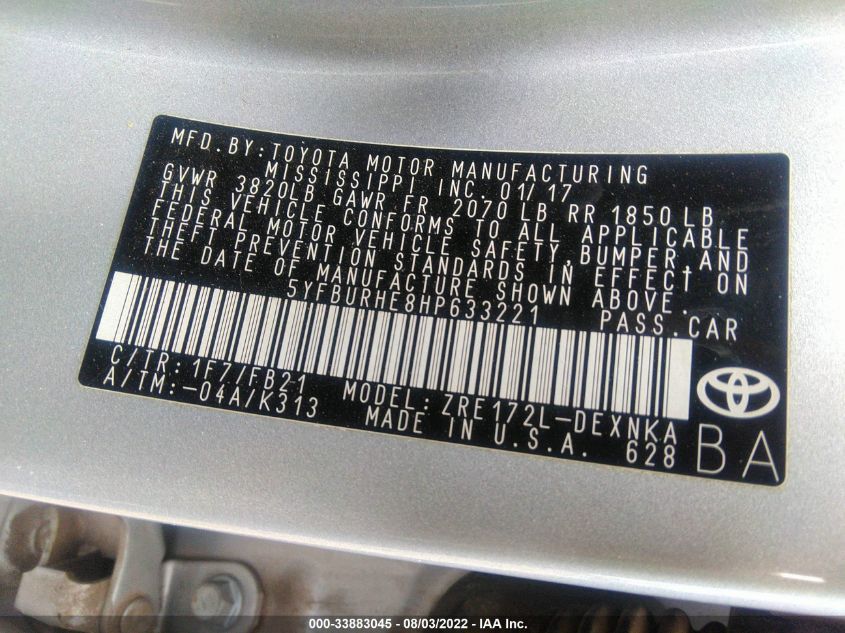 MFD. BY: TOYOTA MOTOR MANUFACTURING
MISSISSIPPI INC. 01/17
GVWR 3820LB GAWR FR 2070 LB RR 1850 LB
THIS VEHICLE CONFORMS TO ALL APPLICABLE
FEDERAL MOTOR VEHICLE SAFETY, BUMPER AND
THEFT PREVENTION STANDARDS IN EFFECT ON
THE DATE OF MANUFACTURE SHOWN ABOVE.
5YFBURHE8HP633221 PASS. CAR
C/TR: 1F7/FB21 MODEL: ZRE172L-DEXNKA
A/TM: -04A/K313 MADE IN U.S.A. 628
BA
000-33883045 - 08/03/2022 - IAA Inc.